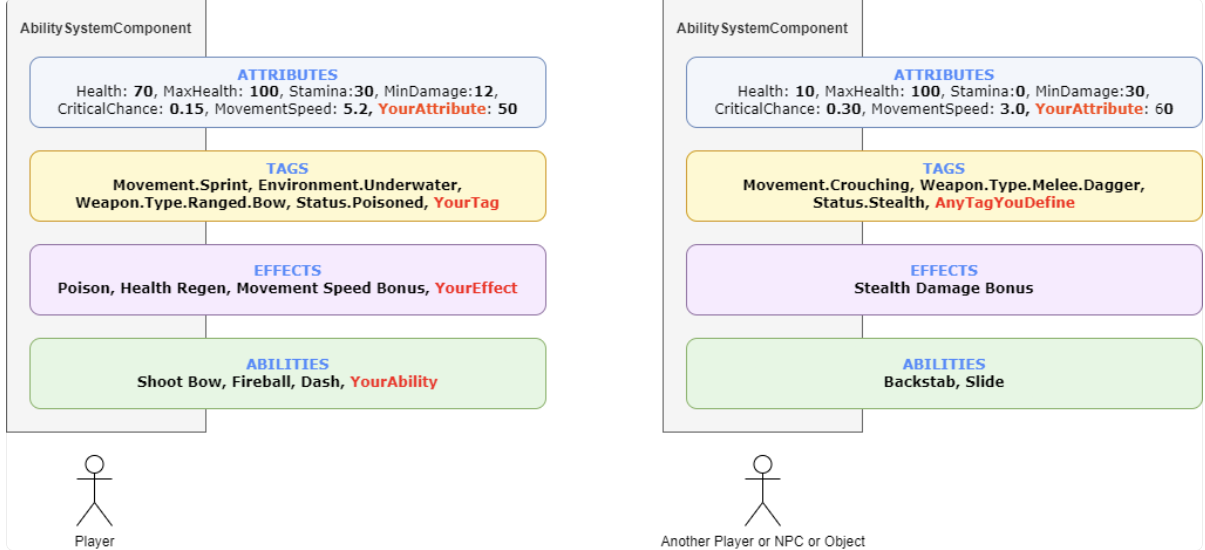 AbilitySystemComponent
ATTRIBUTES
Health: 70, MaxHealth: 100, Stamina:30, MinDamage:12,
CriticalChance: 0.15, MovementSpeed: 5.2, YourAttribute: 50
TAGS
Movement.Sprint, Environment.Underwater,
Weapon.Type.Ranged.Bow, Status.Poisoned, YourTag
EFFECTS
Poison, Health Regen, Movement Speed Bonus, YourEffect
ABILITIES
Shoot Bow, Fireball, Dash, YourAbility
Player
AbilitySystemComponent
ATTRIBUTES
Health: 10, MaxHealth: 100, Stamina:0, MinDamage:30,
CriticalChance: 0.30, MovementSpeed: 3.0, YourAttribute: 60
TAGS
Movement.Crouching, Weapon.Type.Melee.Dagger,
Status.Stealth, AnyTagYouDefine
EFFECTS
Stealth Damage Bonus
ABILITIES
Backstab, Slide
Another Player or NPC or Object